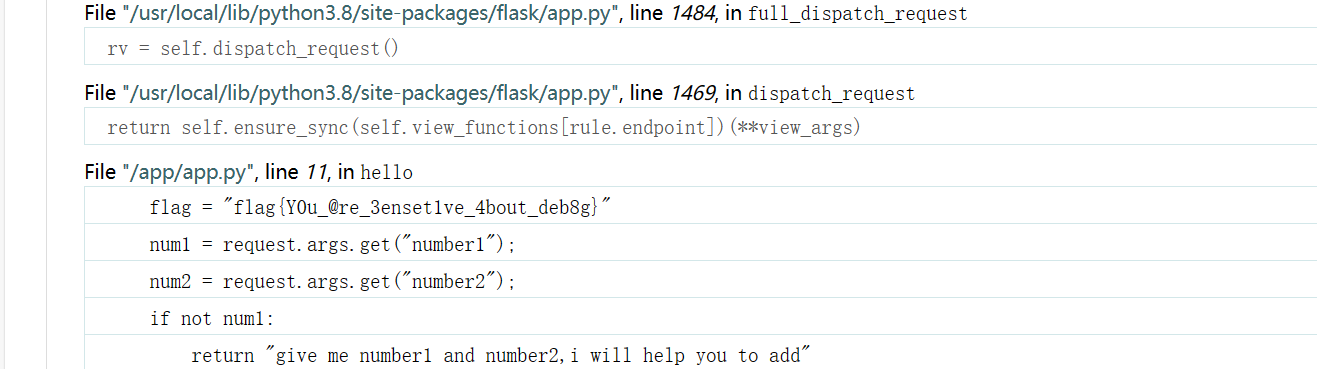 File "/usr/local/lib/python3.8/site-packages/flask/app.py", line 1484, in full_dispatch_request
rv = self.dispatch_request()
File "/usr/local/lib/python3.8/site-packages/flask/app.py", line 1469, in dispatch_request
return self.ensure_sync(self.view_functions[rule.endpoint])(**view_args)
File "/app/app.py", line 11, in hello
flag = "flag{Y0u_@re_3enset1ve_4bout_deb8g}"
num1 = request.args.get("number1");
num2 = request.args.get("number2");
if not num1:
return "give me number1 and number2,i will help you to add"